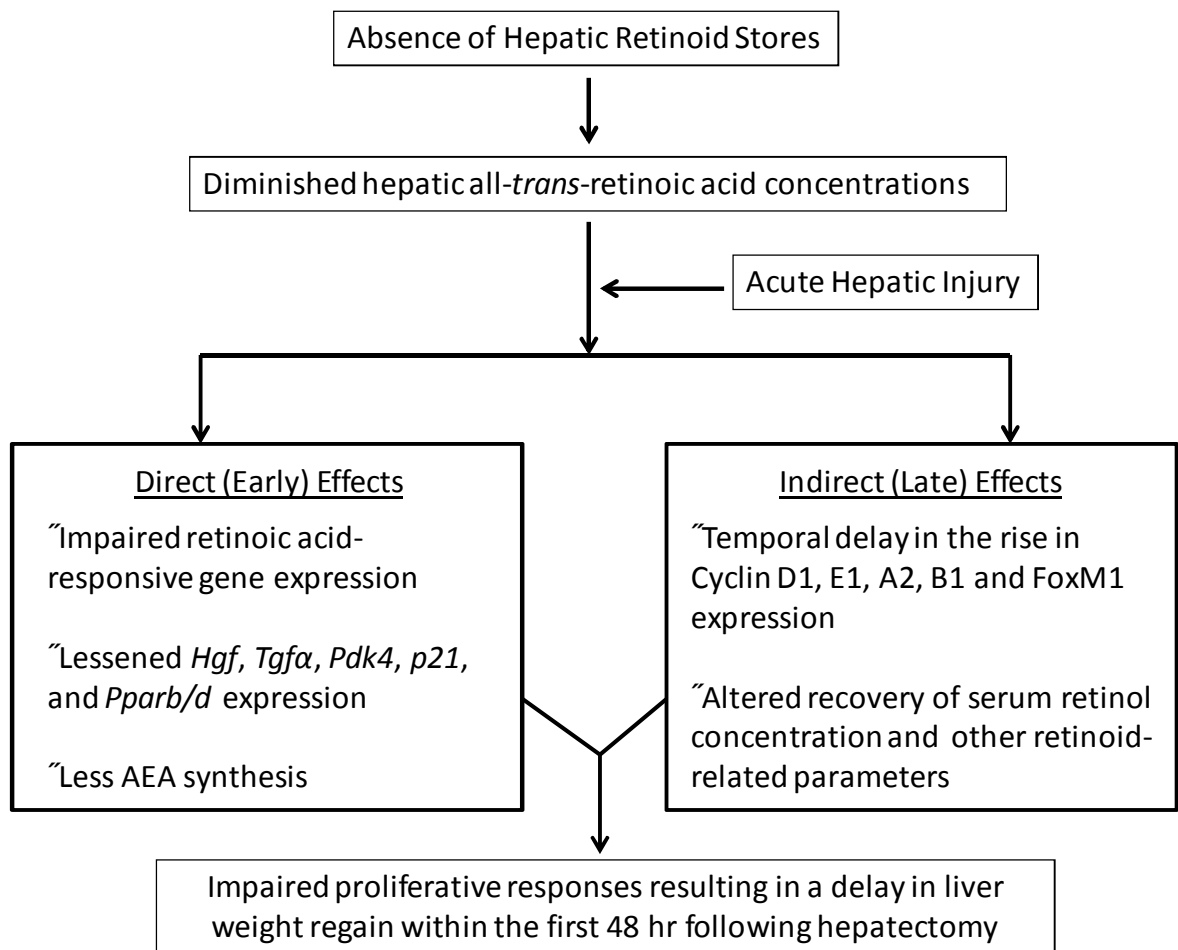 Absence of Hepatic Retinoid Stores
Diminished hepatic all-trans-retinoic acid concentrations
Acute Hepatic Injury
Direct (Early) Effects
˝Impaired retinoic acid-
responsive gene expression
˝Lessened Hgf, Tgfα, Pdk4, p21,
and Pparb/d expression
˝Less AEA synthesis
Indirect (Late) Effects
˝Temporal delay in the rise in
Cyclin D1, E1, A2, B1 and FoxM1
expression
˝Altered recovery of serum retinol
concentration and other retinoid-
related parameters
Impaired proliferative responses resulting in a delay in liver
weight regain within the first 48 hr following hepatectomy